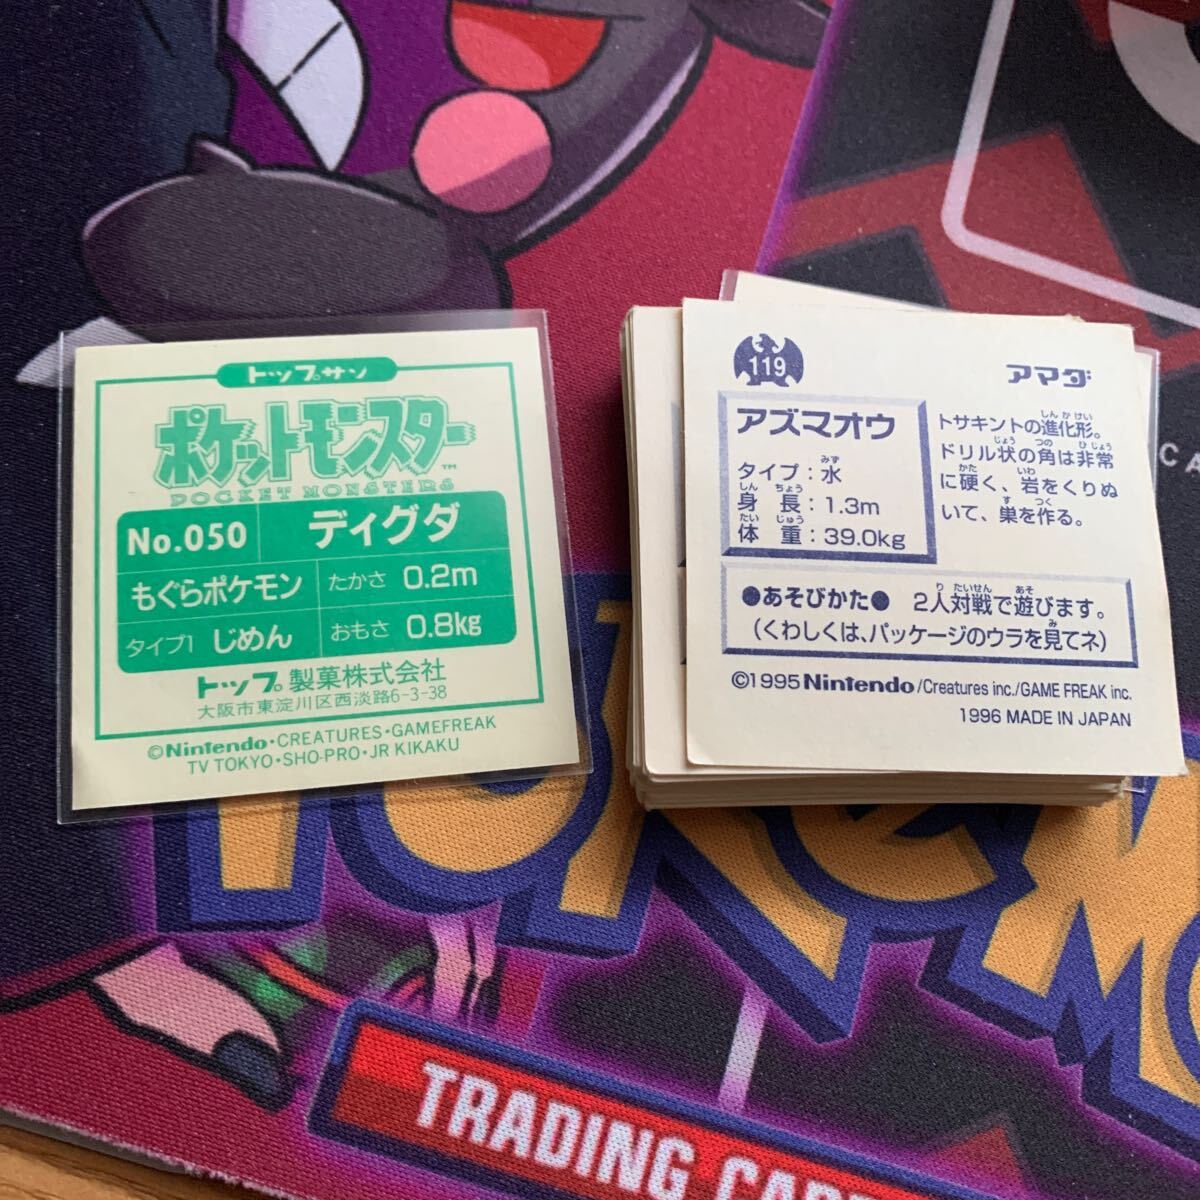 トップサン
ポケットモンスター™
POCKET MONSTERS
No.050 ディグダ
もぐらポケモン たかさ 0.2m
タイプ1 じめん おもさ 0.8kg
トップ製菓株式会社
大阪市東淀川区西淡路6-3-38
©Nintendo・CREATURES・GAMEFREAK
TV TOKYO・SHO-PRO・JR KIKAKU
119
アマダ
アズマオウ
タイプ：水
身長：1.3m
体重：39.0kg
トサキントの進化形。
ドリル状の角は非常
に硬く、岩をくりぬ
いて、巣を作る。
●あそびかた● 2人対戦で遊びます。
(くわしくは、パッケージのウラを見てネ)
©1995 Nintendo/Creatures inc./GAME FREAK inc.
1996 MADE IN JAPAN
CA
POKéMO
TRADING CARD